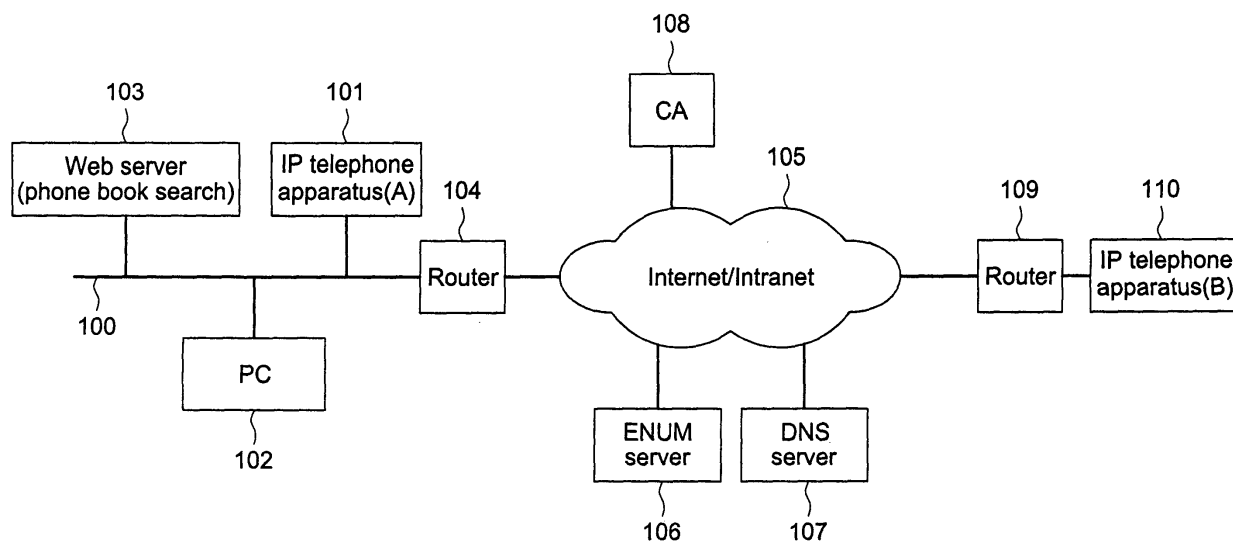 108
103
101
CA
105
Web server
(phone book search)
IP telephone
apparatus(A)
104
109
110
Router
Internet/Intranet
Router
IP telephone
apparatus(B)
100
PC
102
ENUM
server
DNS
server
106
107